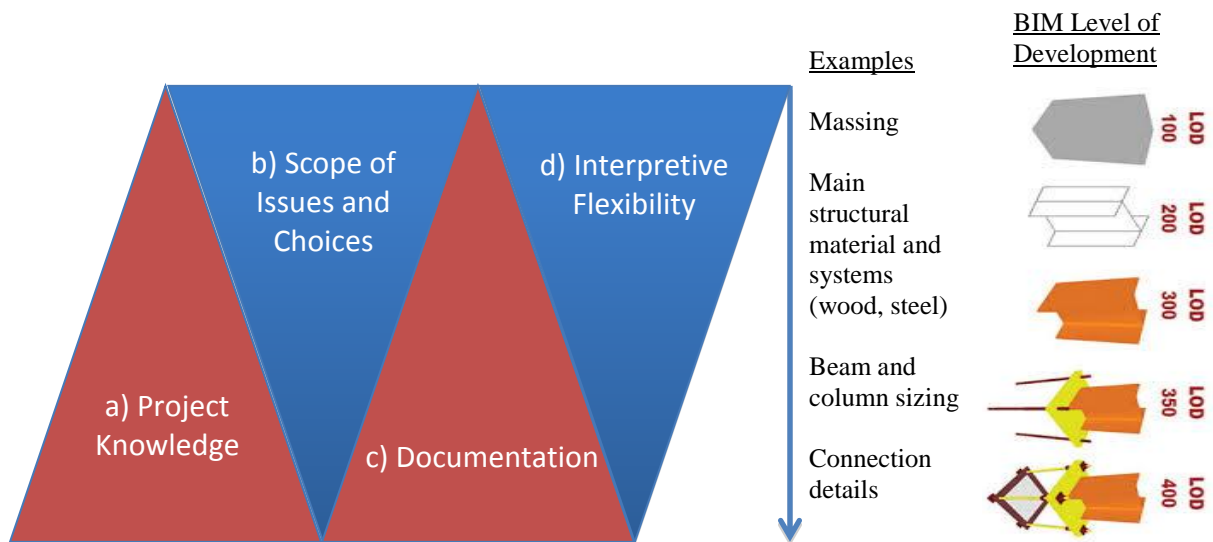 b) Scope of
Issues and
Choices
d) Interpretive
Flexibility
a) Project
Knowledge
c) Documentation
Examples
Massing
Main
structural
material and
systems
(wood, steel)
Beam and
column sizing
Connection
details
BIM Level of
Development
LOD
100
LOD
200
LOD
300
LOD
350
LOD
400